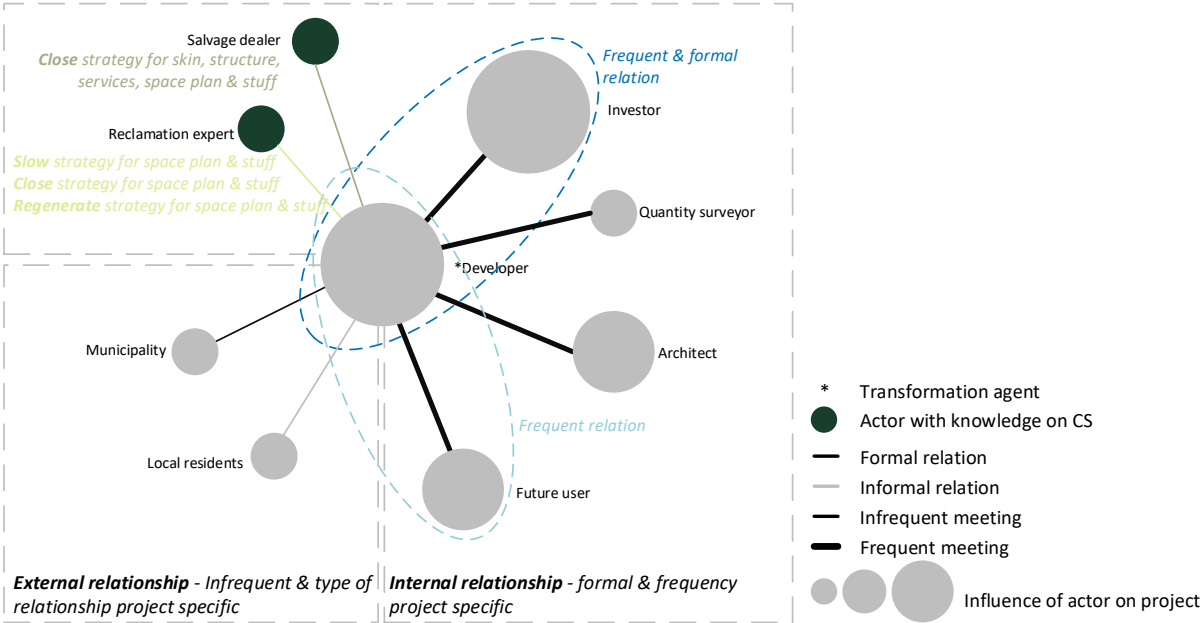 Salvage dealer
Close strategy for skin, structure,
services, space plan & stuff
Reclamation expert
Slow strategy for space plan & stuff
Close strategy for space plan & stuff
Regenerate strategy for space plan & stuff
Frequent & formal
relation
Investor
Quantity surveyor
*Developer
Municipality
Architect
Local residents
Frequent relation
Future user
External relationship - Infrequent & type of
relationship project specific
Internal relationship - formal & frequency
project specific
* Transformation agent
Actor with knowledge on CS
Formal relation
Informal relation
Infrequent meeting
Frequent meeting
Influence of actor on project